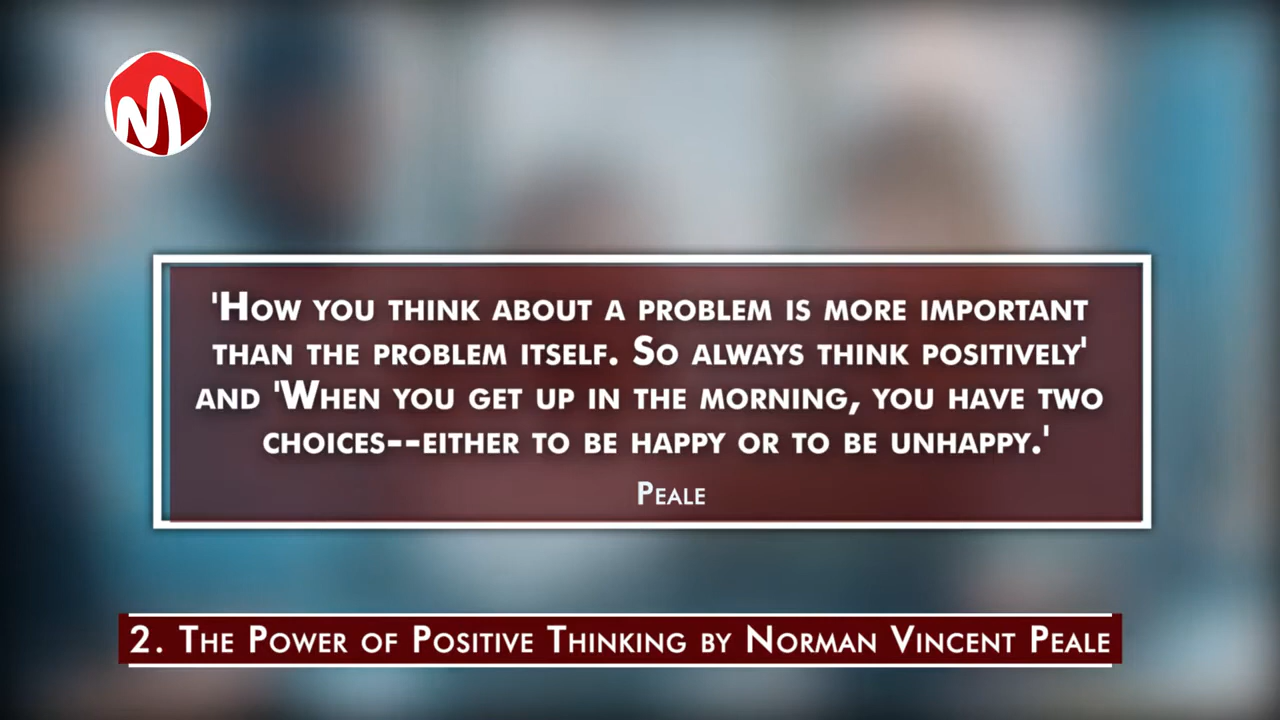 'How you think about a problem is more important
than the problem itself. So always think positively'
and 'When you get up in the morning, you have two
choices--either to be happy or to be unhappy.'
Peale
2. The Power of Positive Thinking by Norman Vincent Peale